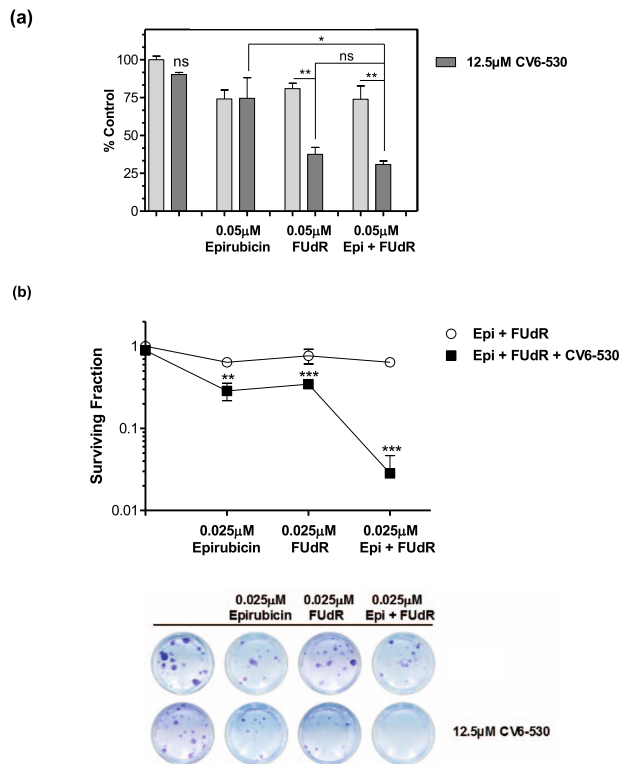 (a)
*
ns
100
ns
**
**
12.5μM CV6-530
75
% Control
50
25
0
0.05μM 0.05μM 0.05μM
Epirubicin FUdR Epi + FUdR
(b)
1
Epi + FUdR
Epi + FUdR + CV6-530
** ***
Surviving Fraction
0.1
***
0.01
0.025μM 0.025μM 0.025μM
Epirubicin FUdR Epi + FUdR
0.025μM 0.025μM 0.025μM
Epirubicin FUdR Epi + FUdR
12.5μM CV6-530